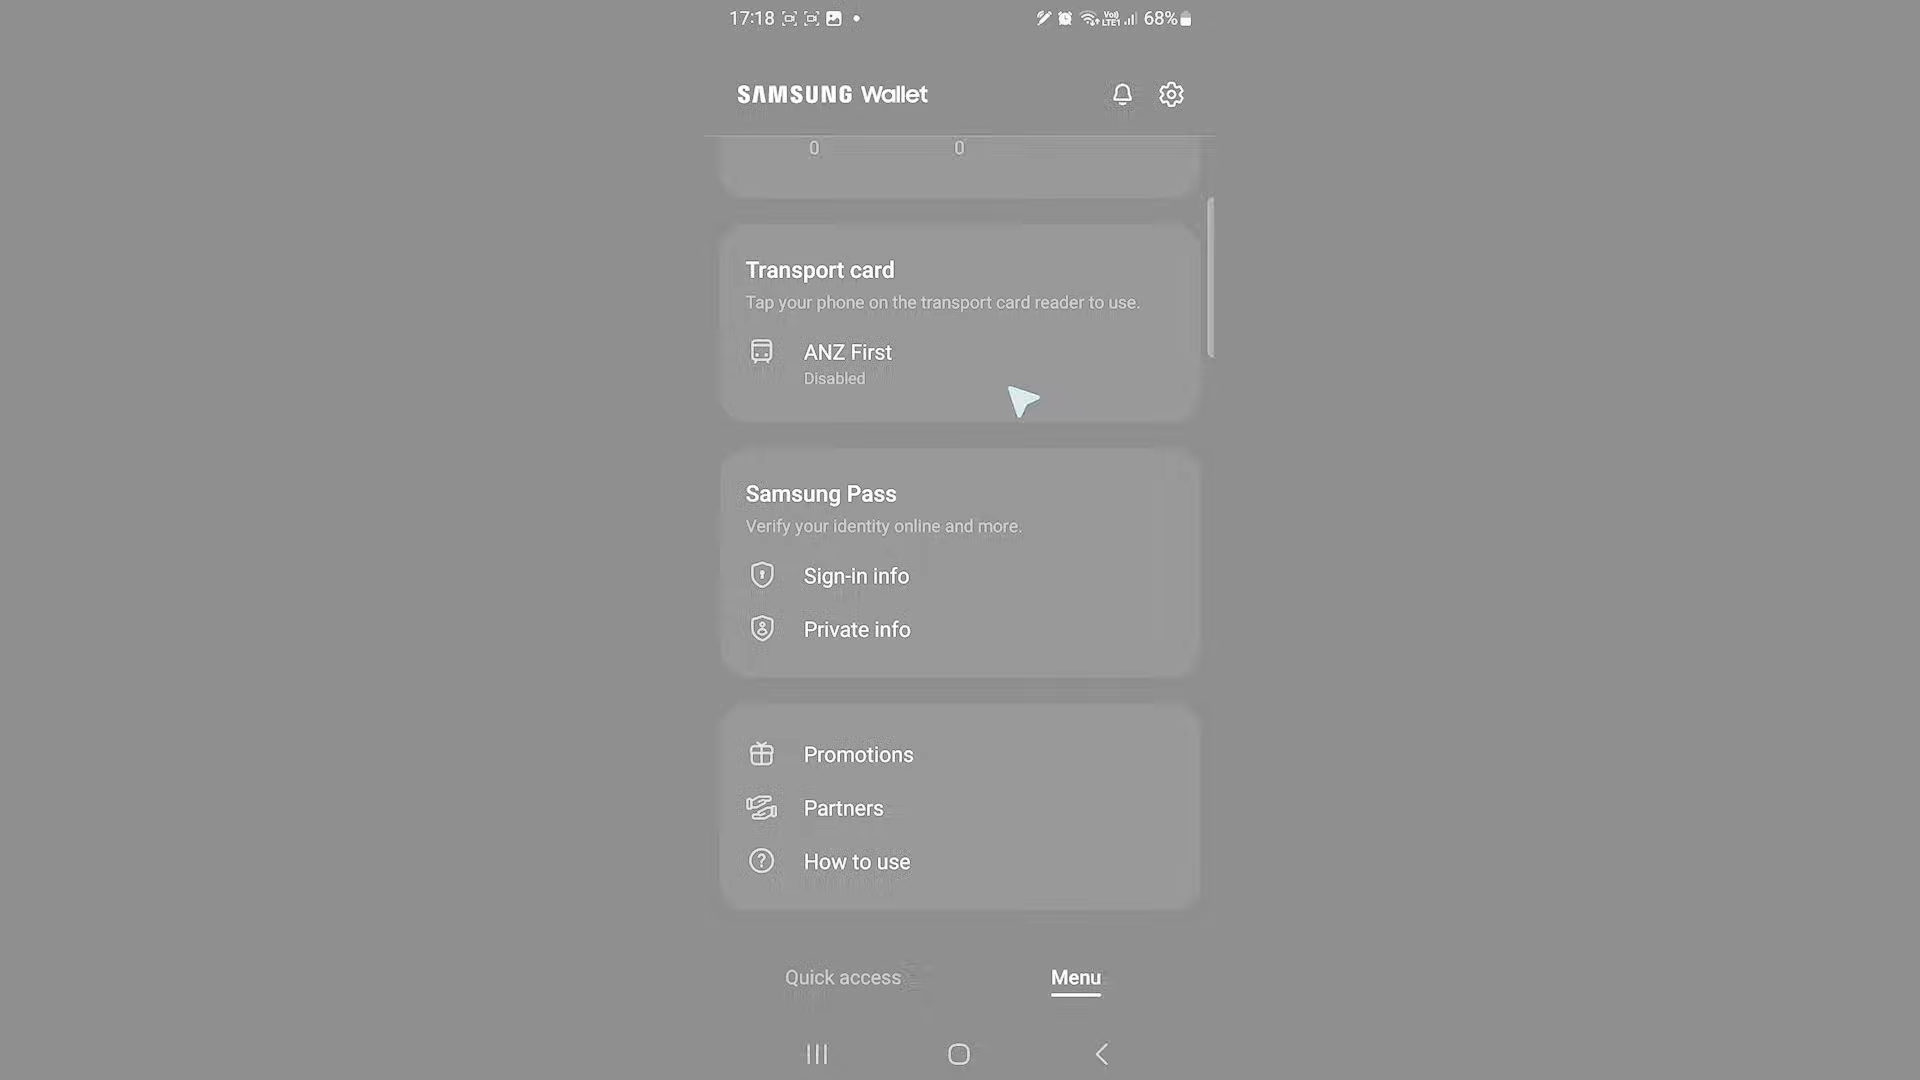 17:18
Vo)) LTE1 68%
SAMSUNG Wallet
0 0
Transport card
Tap your phone on the transport card reader to use.
ANZ First
Disabled
Samsung Pass
Verify your identity online and more.
Sign-in info
Private info
Promotions
Partners
How to use
Quick access Menu